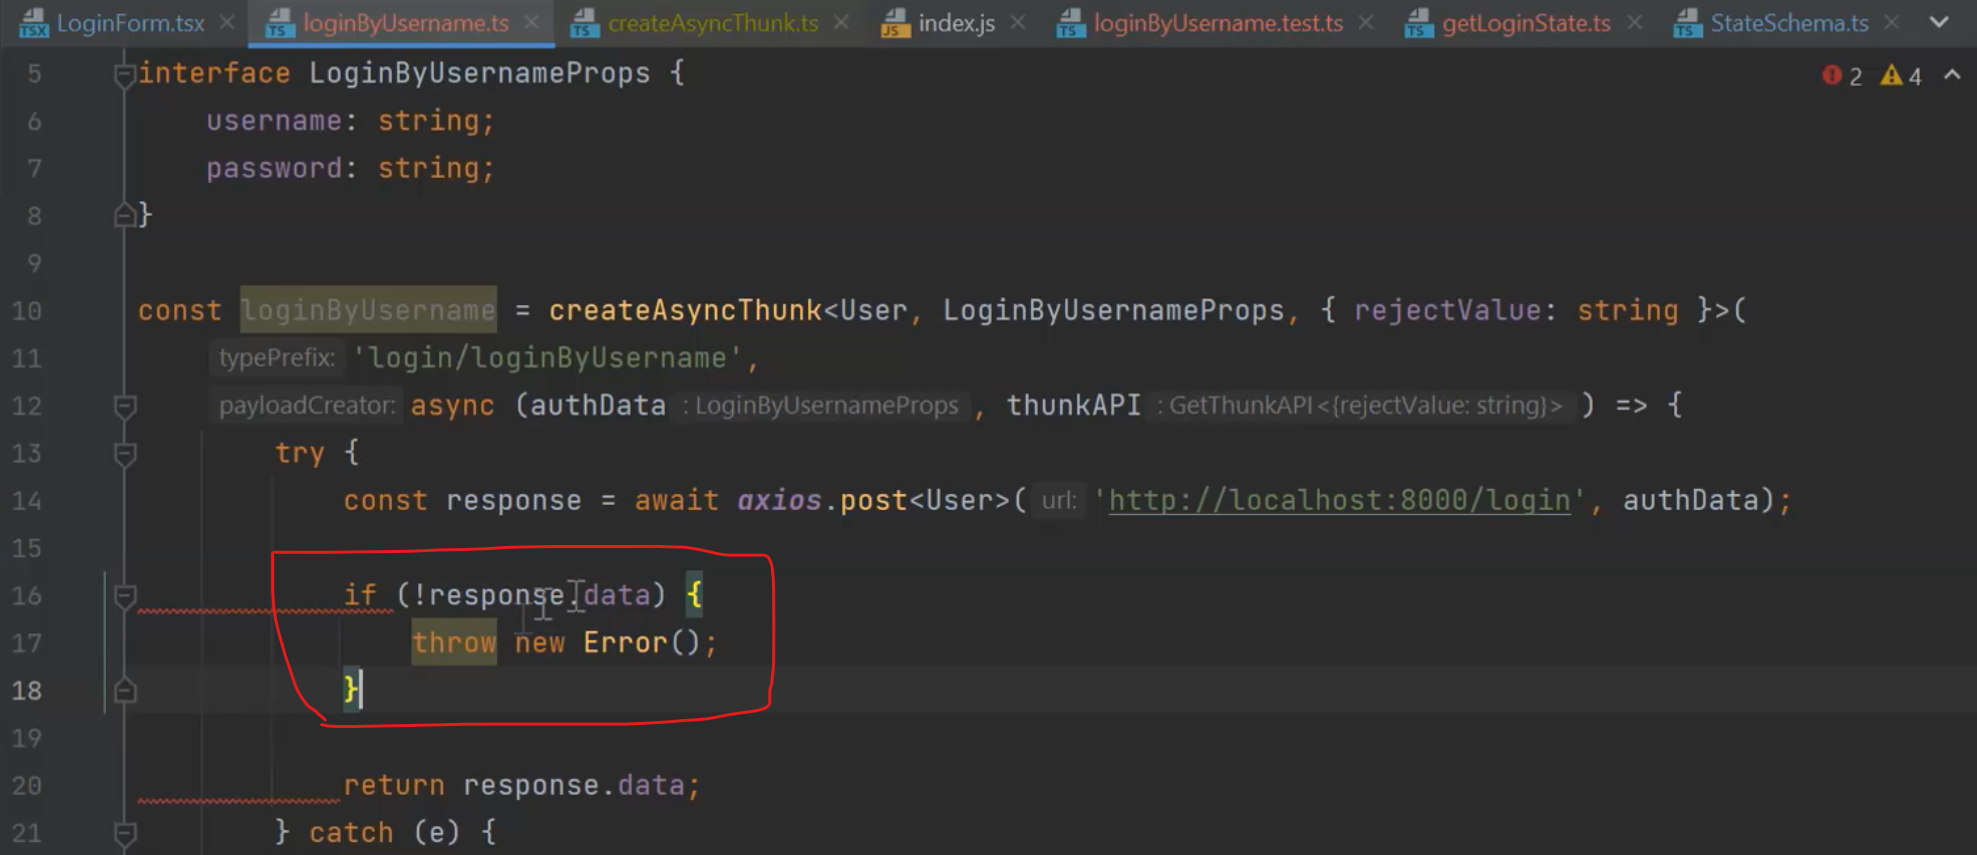 LoginForm.tsx loginByUsername.ts createAsyncThunk.ts index.js loginByUsername.test.ts getLoginState.ts StateSchema.ts
5 interface LoginByUsernameProps { 2 4
6 username: string;
7 password: string;
8 }
9
10 const loginByUsername = createAsyncThunk<User, LoginByUsernameProps, { rejectValue: string }>(
11 typePrefix: 'login/loginByUsername',
12 payloadCreator: async (authData : LoginByUsernameProps , thunkAPI : GetThunkAPI<{rejectValue: string}> ) => {
13 try {
14 const response = await axios.post<User>( url: 'http://localhost:8000/login', authData);
15
16 if (!response.data) {
17 throw new Error();
18 }
19
20 return response.data;
21 } catch (e) {